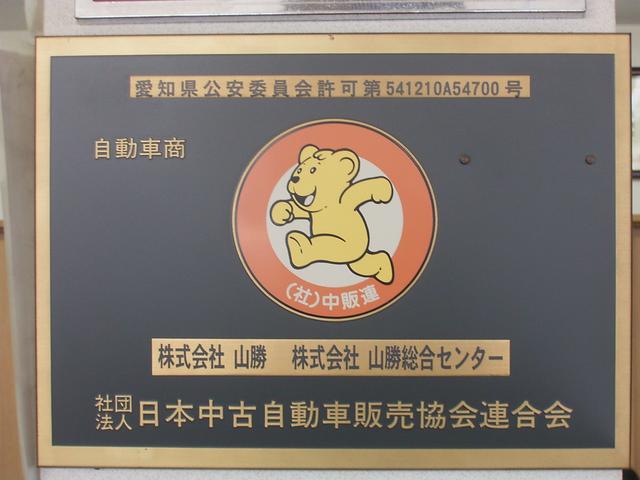 愛知県公安委員会許可第541210A54700号
自動車商
(社)中販連
株式会社 山勝 株式会社 山勝総合センター
社団法人 日本中古自動車販売協会連合会